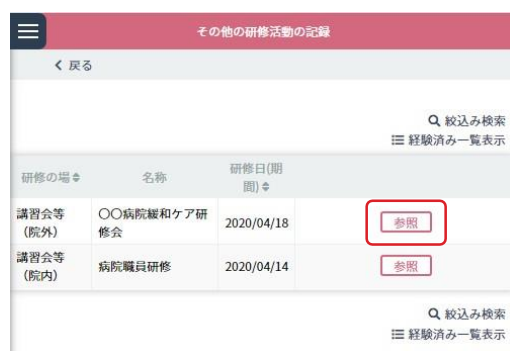 その他の研修活動の記録
戻る
絞込み検索
経験済み一覧表示
研修の場 名称 研修日(期
間)
講習会等
(院外) 〇〇病院緩和ケア研
修会 2020/04/18 参照
講習会等
(院内) 病院職員研修 2020/04/14 参照
絞込み検索
経験済み一覧表示